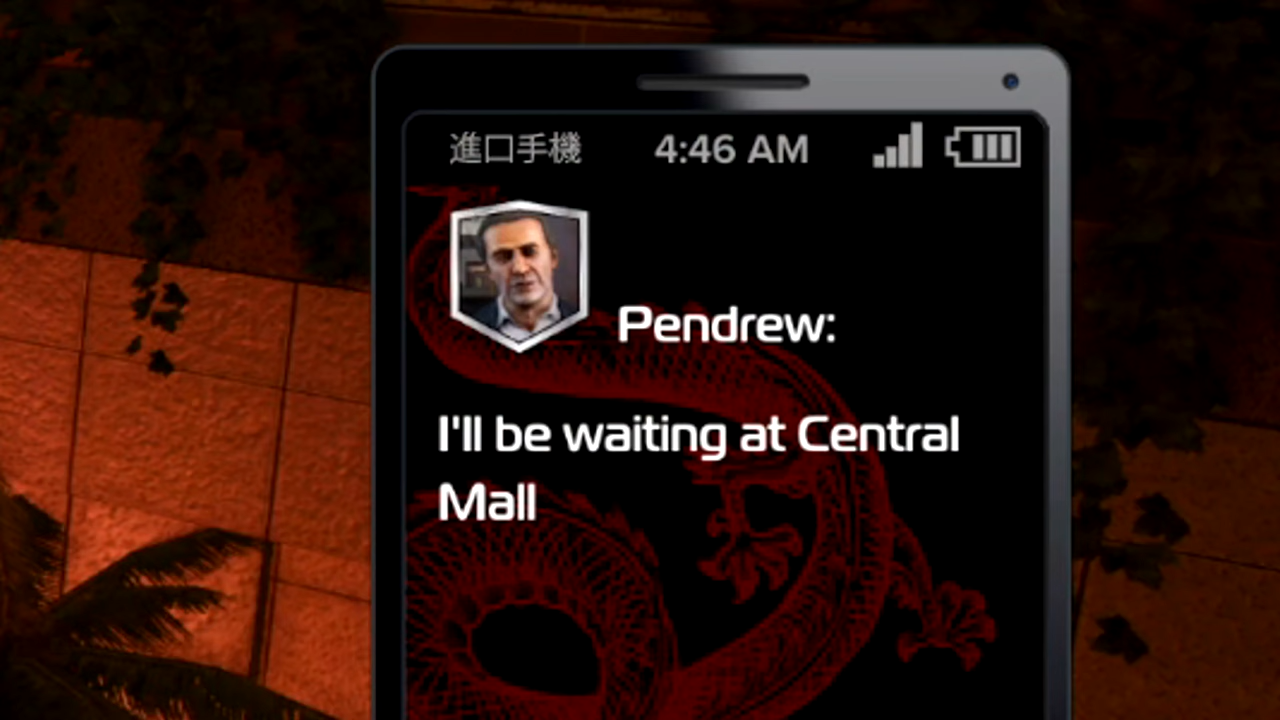 進口手機 4:46 AM
Pendrew:
I'll be waiting at Central
Mall